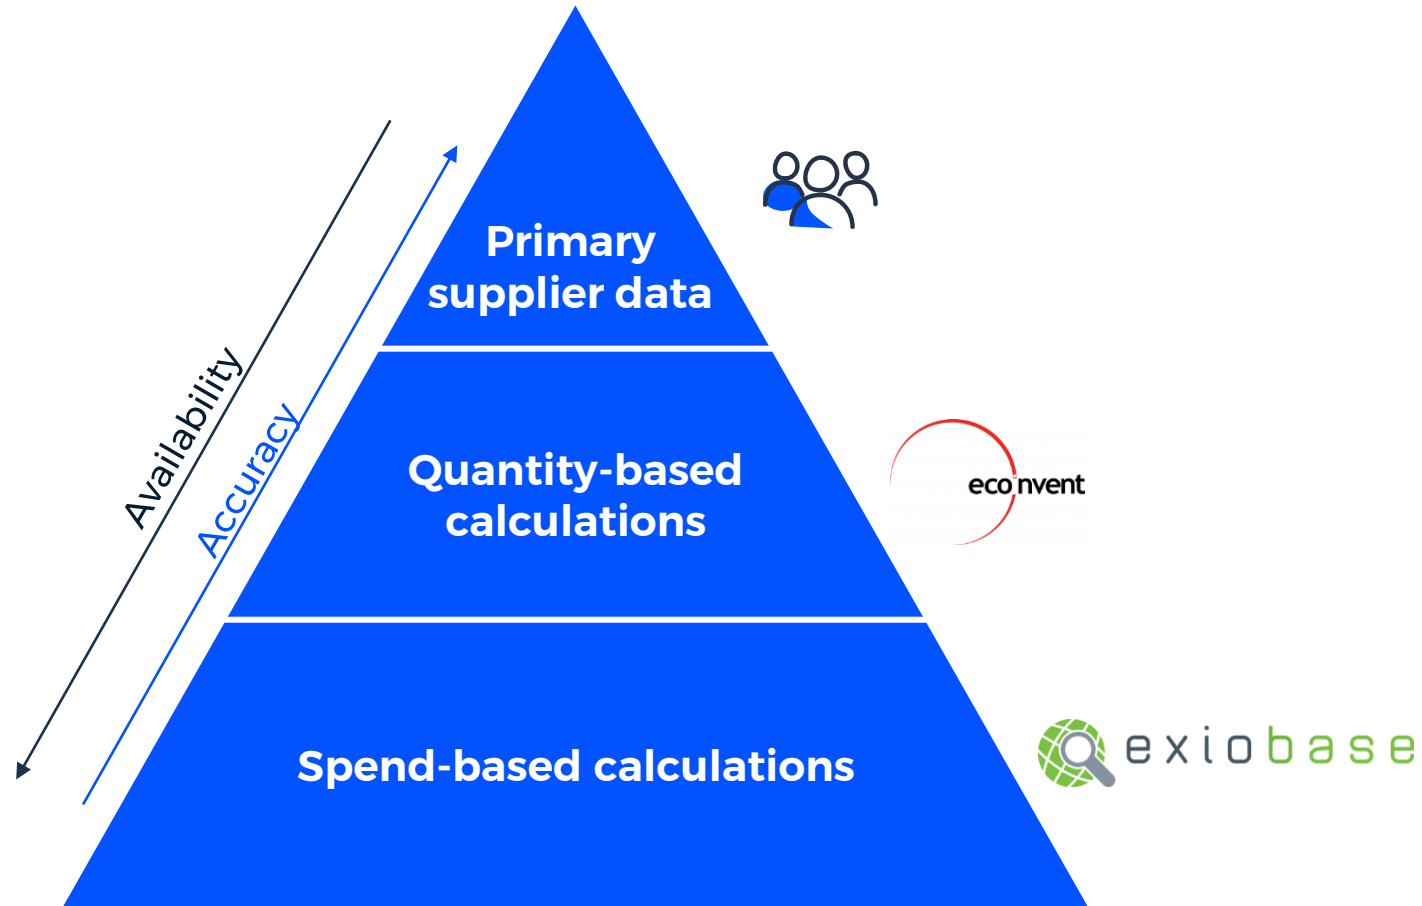 Primary
supplier data
Availability
Accuracy
Quantity-based
calculations
ecoinvent
Spend-based calculations
exiobase